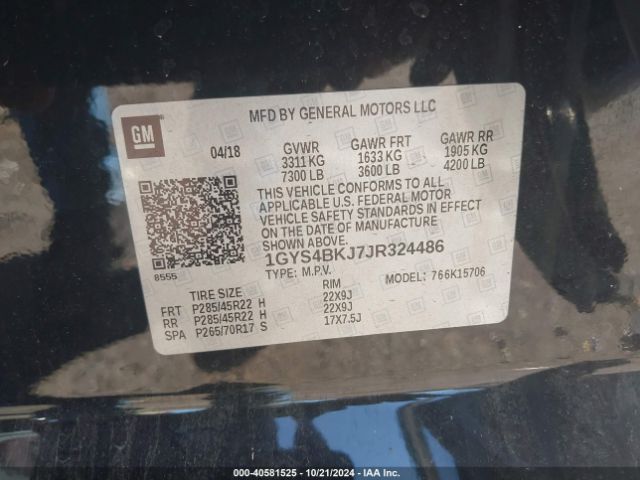 MFD BY GENERAL MOTORS LLC
GM
04/18 GVWR GAWR FRT GAWR RR
3311 KG 1633 KG 1905 KG
7300 LB 3600 LB 4200 LB
THIS VEHICLE CONFORMS TO ALL
APPLICABLE U.S. FEDERAL MOTOR
VEHICLE SAFETY STANDARDS IN EFFECT
ON THE DATE OF MANUFACTURE
SHOWN ABOVE.
1GYS4BKJ7JR324486
8555
TYPE: M.P.V. MODEL: 766K15706
TIRE SIZE RIM
FRT P285/45R22 H 22X9J
RR P285/45R22 H 22X9J
SPA P265/70R17 S 17X7.5J
000-40581525 - 10/21/2024 - IAA Inc.